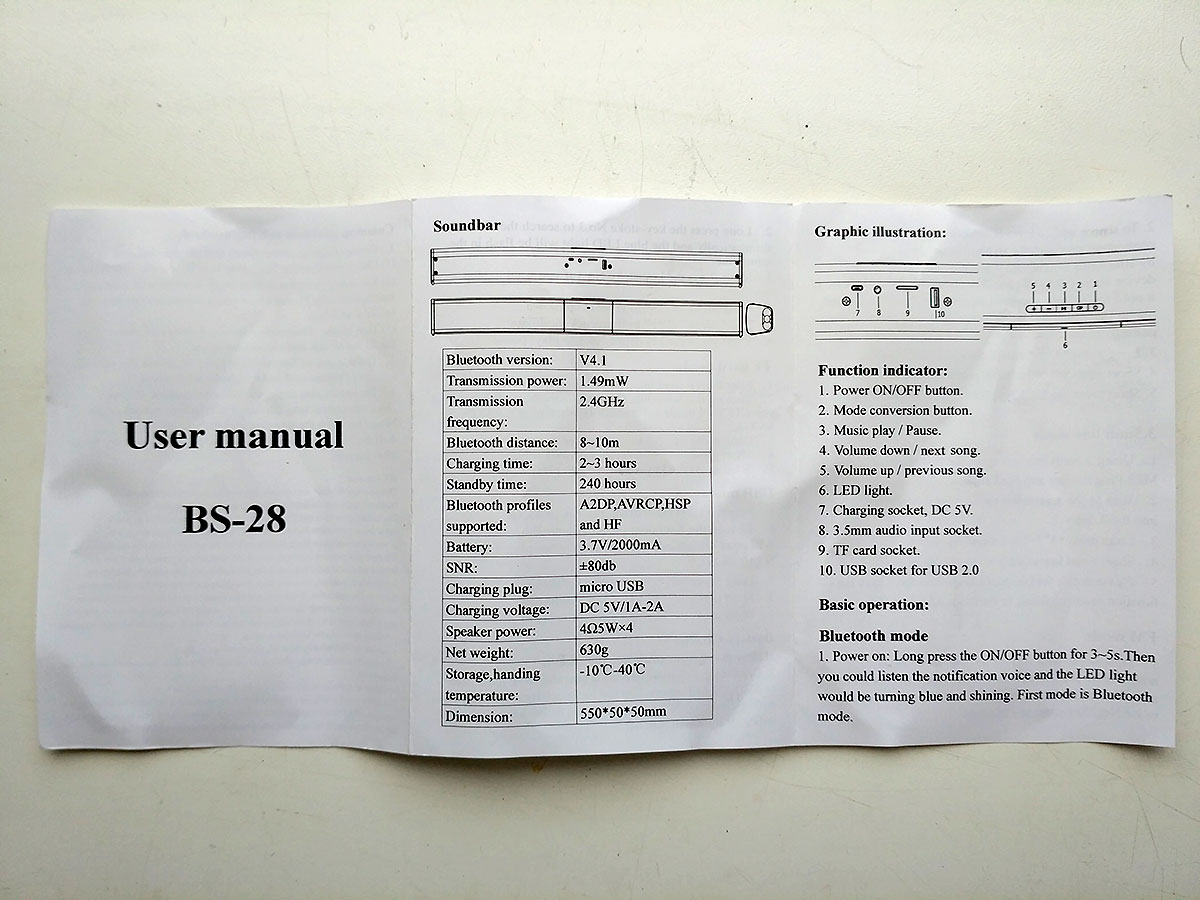 User manual
BS-28
Soundbar
Bluetooth version: V4.1
Transmission power: 1.49mW
Transmission 2.4GHz
frequency:
Bluetooth distance: 8~10m
Charging time: 2~3 hours
Standby time: 240 hours
Bluetooth profiles A2DP,AVRCP,HSP
supported: and HF
Battery: 3.7V/2000mA
SNR: ±80db
Charging plug: micro USB
Charging voltage: DC 5V/1A-2A
Speaker power: 4Ω5W×4
Net weight: 630g
Storage,handing -10℃-40℃
temperature:
Dimension: 550*50*50mm
Graphic illustration:
5 4 3 2 1
7 8 9 10
6
Function indicator:
1. Power ON/OFF button.
2. Mode conversion button.
3. Music play / Pause.
4. Volume down / next song.
5. Volume up / previous song.
6. LED light.
7. Charging socket, DC 5V.
8. 3.5mm audio input socket.
9. TF card socket.
10. USB socket for USB 2.0
Basic operation:
Bluetooth mode
1. Power on: Long press the ON/OFF button for 3~5s.Then
you could listen the notification voice and the LED light
would be turning blue and shining. First mode is Bluetooth
mode.